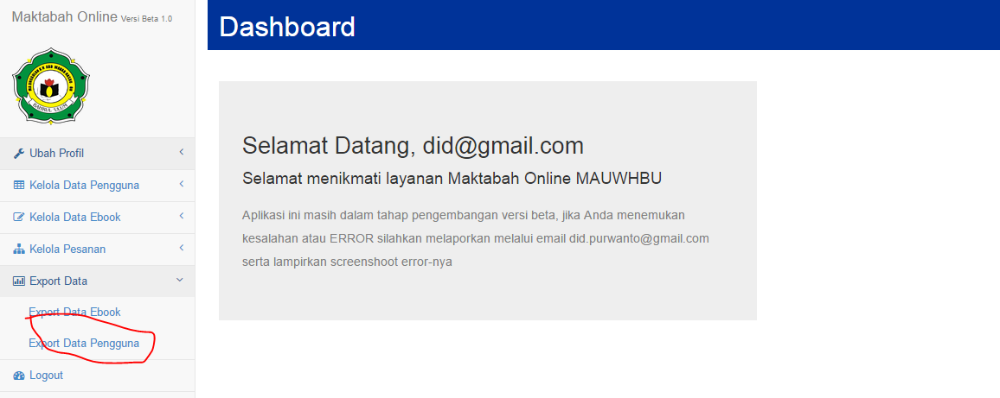 Maktabah Online Versi Beta 1.0
BAHRUL 'ULUM
Ubah Profil
Kelola Data Pengguna
Kelola Data Ebook
Kelola Pesanan
Export Data
Export Data Ebook
Export Data Pengguna
Logout
Dashboard
Selamat Datang, did@gmail.com
Selamat menikmati layanan Maktabah Online MAUWHBU
Aplikasi ini masih dalam tahap pengembangan versi beta, jika Anda menemukan
kesalahan atau ERROR silahkan melaporkan melalui email did.purwanto@gmail.com
serta lampirkan screenshoot error-nya